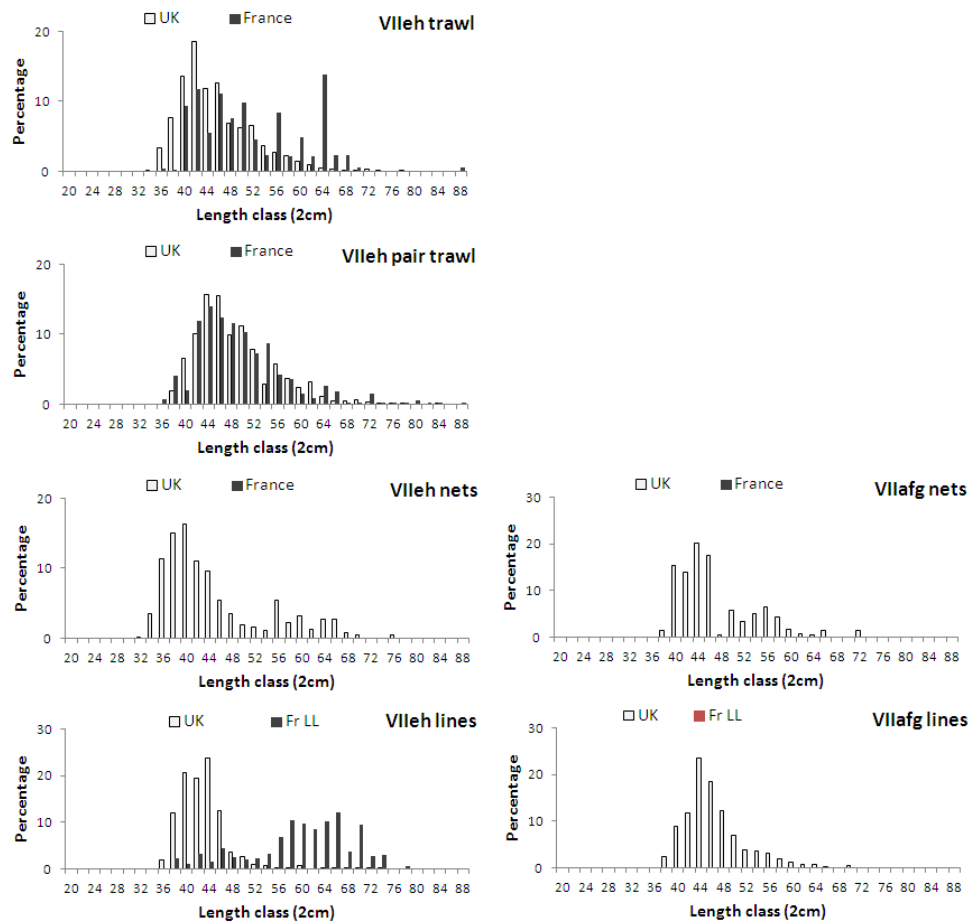 UK France VIIeh trawl
20
10
0
Percentage
20 24 28 32 36 40 44 48 52 56 60 64 68 72 76 80 84 88
Length class (2cm)
UK France VIIeh pair trawl
20
10
0
Percentage
20 24 28 32 36 40 44 48 52 56 60 64 68 72 76 80 84 88
Length class (2cm)
UK France VIIeh nets
20
10
0
Percentage
20 24 28 32 36 40 44 48 52 56 60 64 68 72 76 80 84 88
Length class (2cm)
UK France VIIafg nets
30
20
10
0
Percentage
20 24 28 32 36 40 44 48 52 56 60 64 68 72 76 80 84 88
Length class (2cm)
UK Fr LL VIIeh lines
30
20
10
0
Percentage
20 24 28 32 36 40 44 48 52 56 60 64 68 72 76 80 84 88
Length class (2cm)
UK Fr LL VIIafg lines
30
20
10
0
Percentage
20 24 28 32 36 40 44 48 52 56 60 64 68 72 76 80 84 88
Length class (2cm)